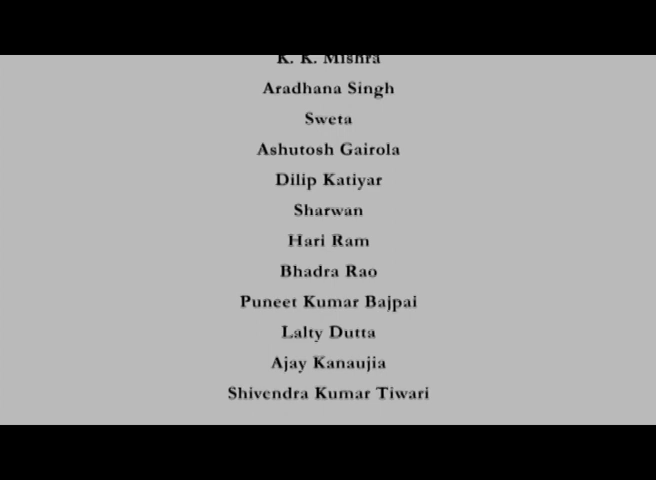 K. K. Mishra
Aradhana Singh
Sweta
Ashutosh Gairola
Dilip Katiyar
Sharwan
Hari Ram
Bhadra Rao
Puneet Kumar Bajpai
Lalty Dutta
Ajay Kanaujia
Shivendra Kumar Tiwari